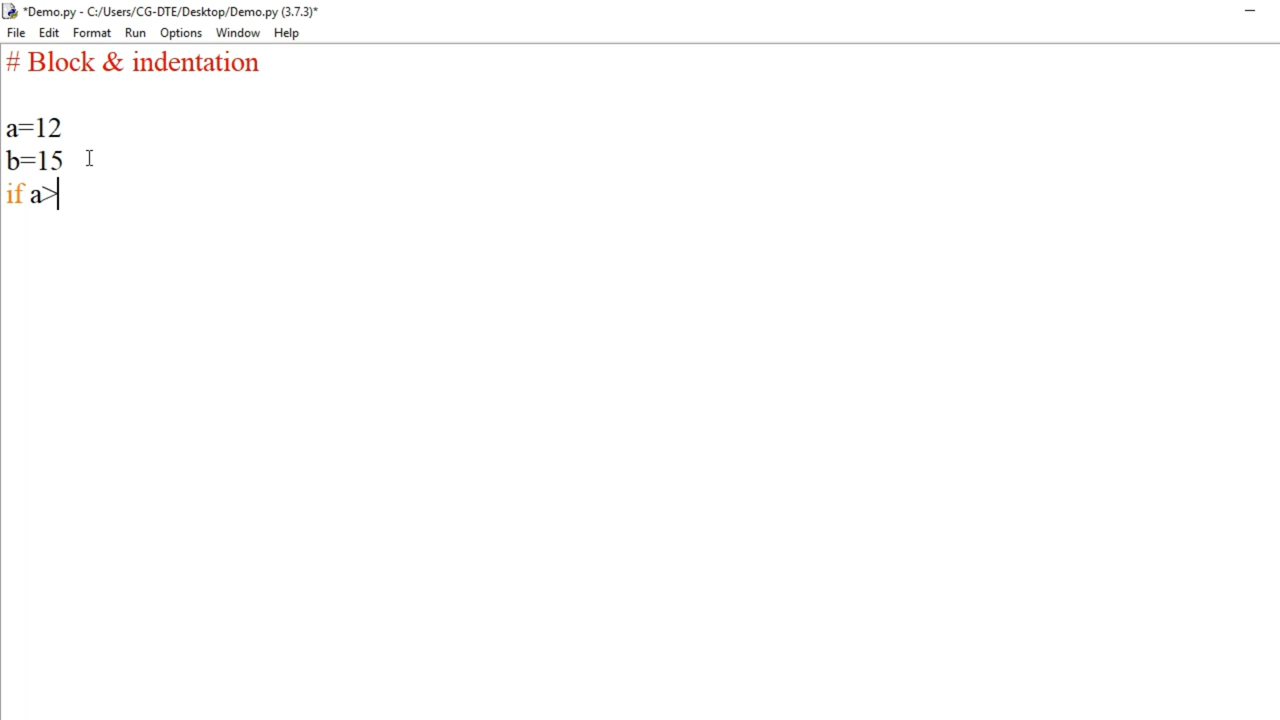 *Demo.py - C:/Users/CG-DTE/Desktop/Demo.py (3.7.3)*
File Edit Format Run Options Window Help
# Block & indentation
a=12
b=15
if a>